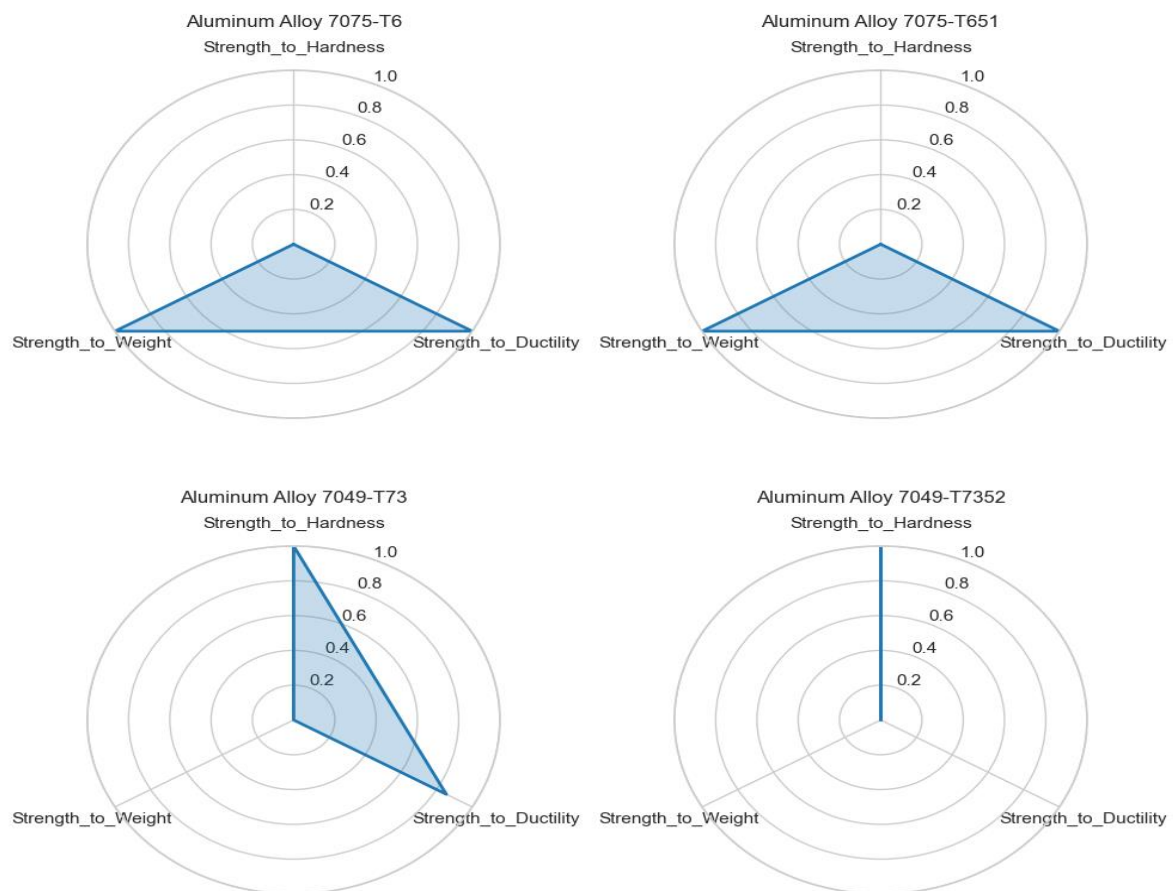 Aluminum Alloy 7075-T6
Strength_to_Hardness
1.0
0.8
0.6
0.4
0.2
Strength_to_Weight
Strength_to_Ductility
Aluminum Alloy 7075-T651
Strength_to_Hardness
1.0
0.8
0.6
0.4
0.2
Strength_to_Weight
Strength_to_Ductility
Aluminum Alloy 7049-T73
Strength_to_Hardness
1.0
0.8
0.6
0.4
0.2
Strength_to_Weight
Strength_to_Ductility
Aluminum Alloy 7049-T7352
Strength_to_Hardness
1.0
0.8
0.6
0.4
0.2
Strength_to_Weight
Strength_to_Ductility